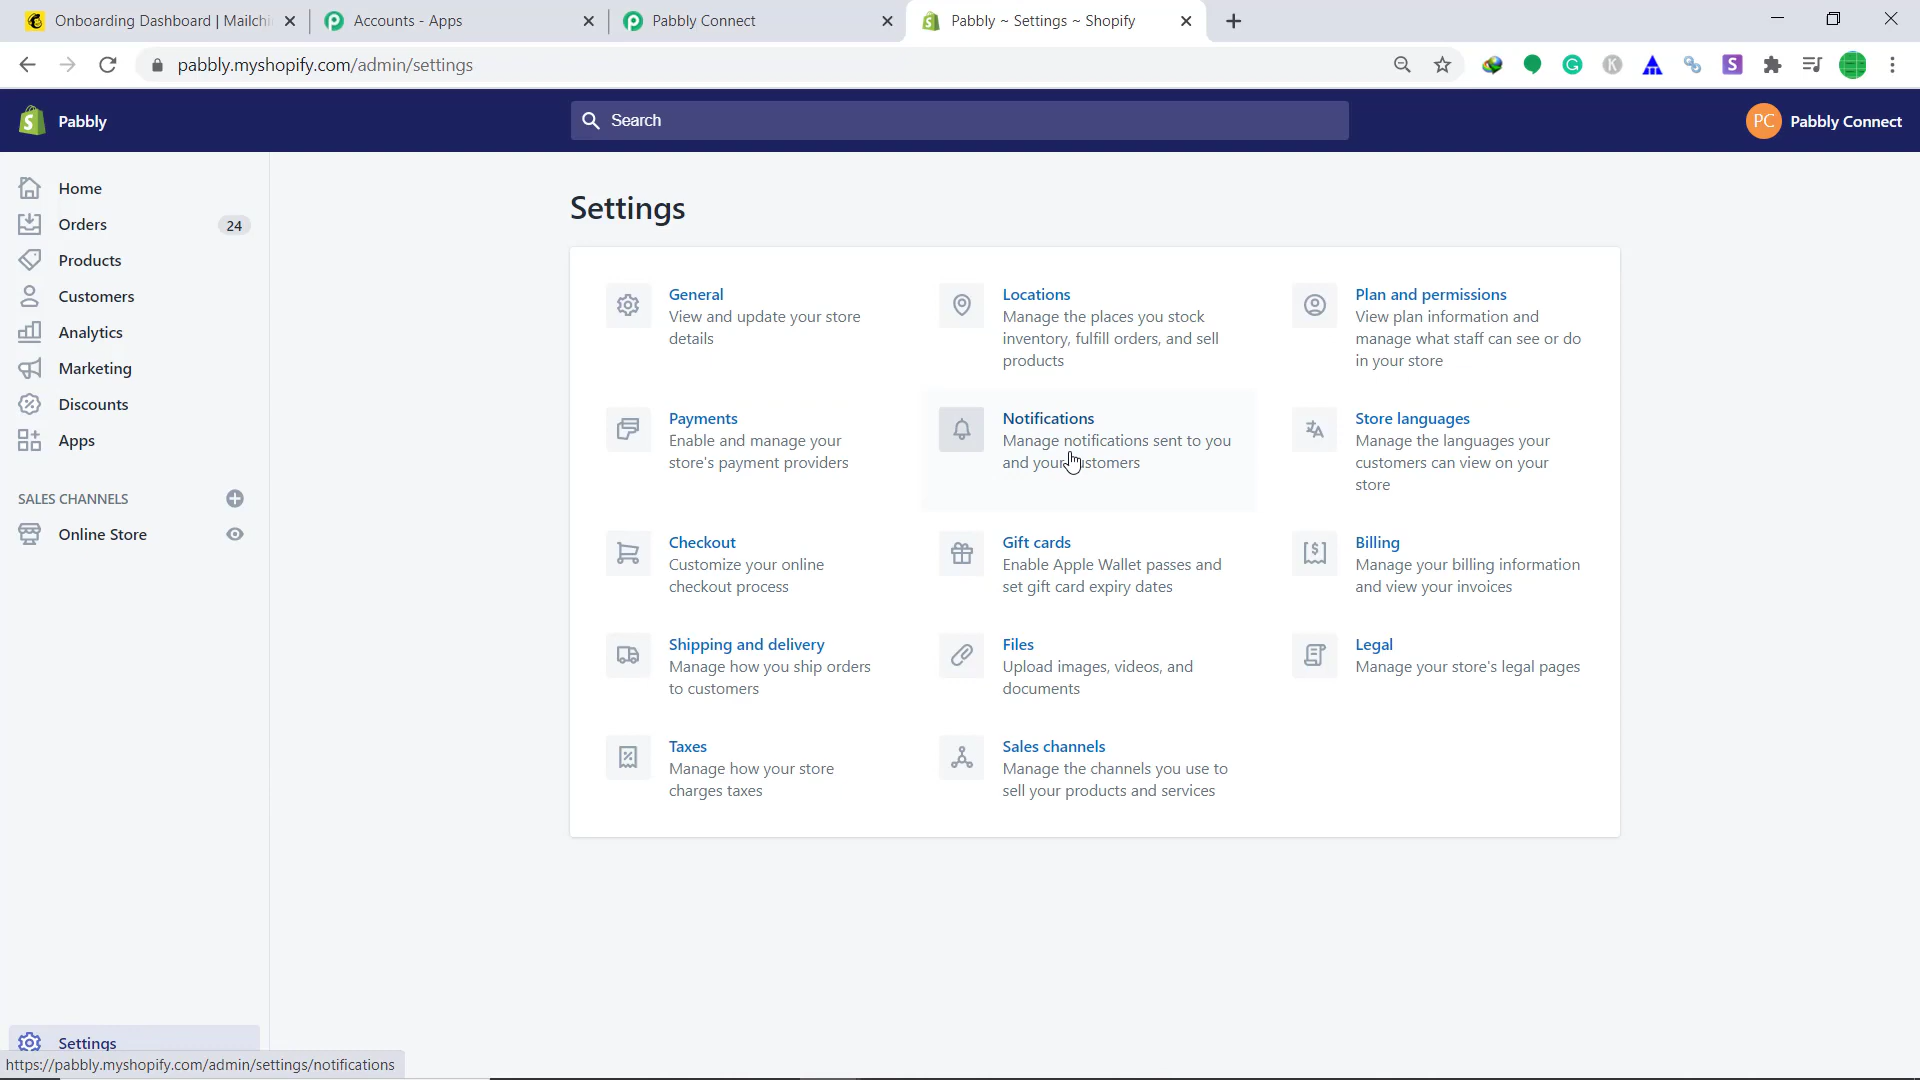 Onboarding Dashboard | Mailchi
Accounts - Apps
Pabbly Connect
Pabbly ~ Settings ~ Shopify
pabbly.myshopify.com/admin/settings
Pabbly
Search
PC
Pabbly Connect
Home
Orders
24
Products
Customers
Analytics
Marketing
Discounts
Apps
SALES CHANNELS
Online Store
Settings
https://pabbly.myshopify.com/admin/settings/notifications
Settings
General
View and update your store
details
Locations
Manage the places you stock
inventory, fulfill orders, and sell
products
Plan and permissions
View plan information and
manage what staff can see or do
in your store
Payments
Enable and manage your
store's payment providers
Notifications
Manage notifications sent to you
and your customers
Store languages
Manage the languages your
customers can view on your
store
Checkout
Customize your online
checkout process
Gift cards
Enable Apple Wallet passes and
set gift card expiry dates
Billing
Manage your billing information
and view your invoices
Shipping and delivery
Manage how you ship orders
to customers
Files
Upload images, videos, and
documents
Legal
Manage your store's legal pages
Taxes
Manage how your store
charges taxes
Sales channels
Manage the channels you use to
sell your products and services